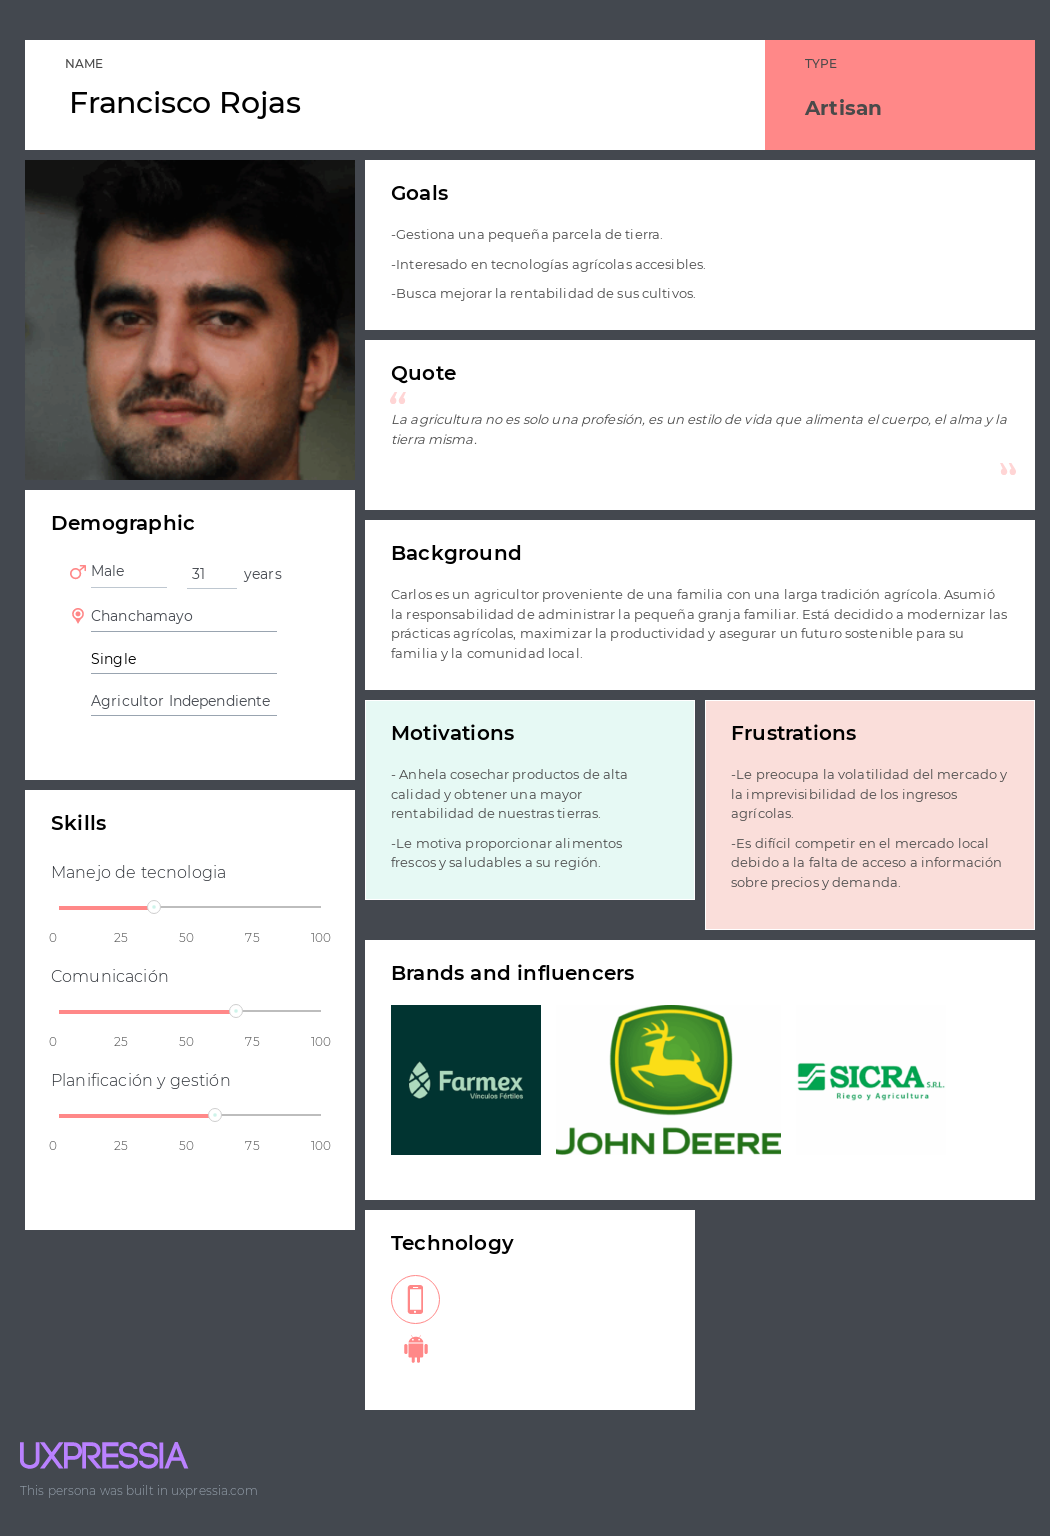 NAME
Francisco Rojas
TYPE
Artisan
Goals
-Gestiona una pequeña parcela de tierra.
-Interesado en tecnologías agrícolas accesibles.
-Busca mejorar la rentabilidad de sus cultivos.
Quote
“
La agricultura no es solo una profesión, es un estilo de vida que alimenta el cuerpo, el alma y la
tierra misma.
”
Demographic
Male
31 years
Chanchamayo
Single
Agricultor Independiente
Background
Carlos es un agricultor proveniente de una familia con una larga tradición agrícola. Asumió
la responsabilidad de administrar la pequeña granja familiar. Está decidido a modernizar las
prácticas agrícolas, maximizar la productividad y asegurar un futuro sostenible para su
familia y la comunidad local.
Motivations
- Anhela cosechar productos de alta
calidad y obtener una mayor
rentabilidad de nuestras tierras.
-Le motiva proporcionar alimentos
frescos y saludables a su región.
Frustrations
-Le preocupa la volatilidad del mercado y
la imprevisibilidad de los ingresos
agrícolas.
-Es difícil competir en el mercado local
debido a la falta de acceso a información
sobre precios y demanda.
Skills
Manejo de tecnologia
0 25 50 75 100
Comunicación
0 25 50 75 100
Planificación y gestión
0 25 50 75 100
Brands and influencers
Farmex
Vínculos Fértiles
JOHN DEERE
SICRA S.R.L.
Riego y Agricultura
Technology
UXPRESSIA
This persona was built in uxpressia.com